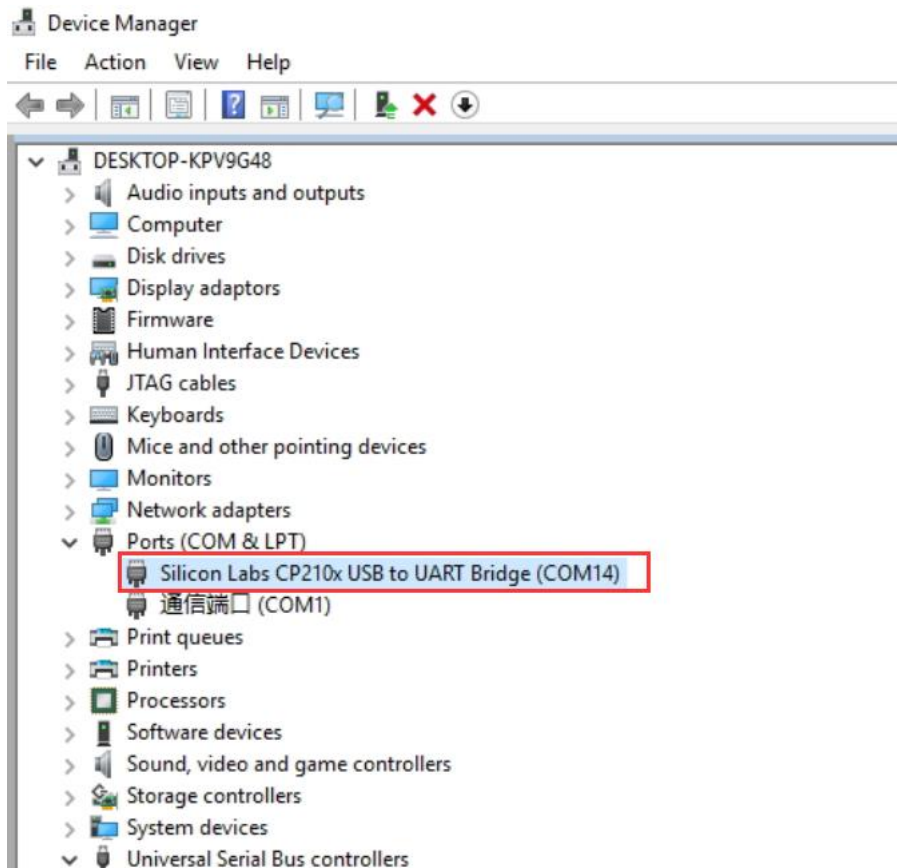 Device Manager
File Action View Help
DESKTOP-KPV9G48
Audio inputs and outputs
Computer
Disk drives
Display adaptors
Firmware
Human Interface Devices
JTAG cables
Keyboards
Mice and other pointing devices
Monitors
Network adapters
Ports (COM & LPT)
Silicon Labs CP210x USB to UART Bridge (COM14)
通信端口 (COM1)
Print queues
Printers
Processors
Software devices
Sound, video and game controllers
Storage controllers
System devices
Universal Serial Bus controllers